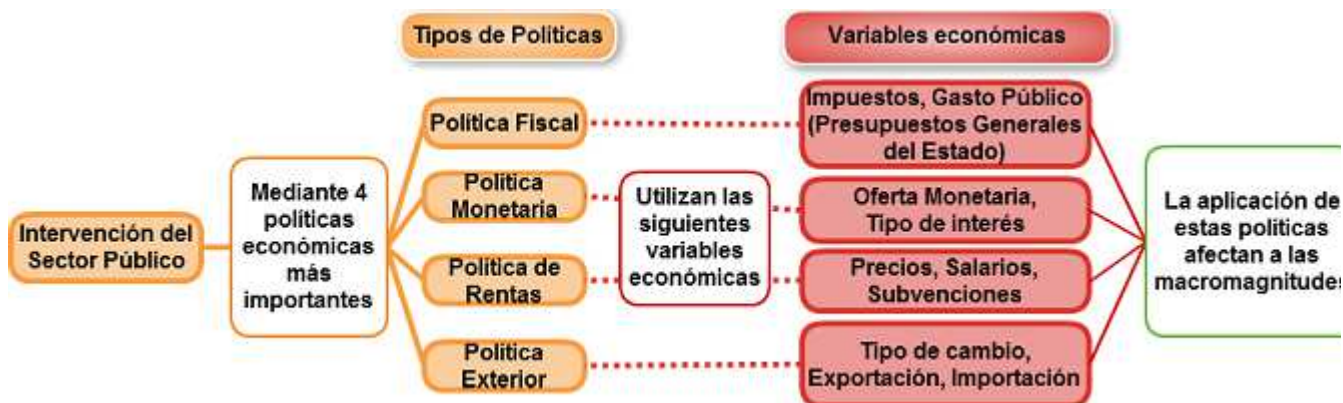 Tipos de Políticas
Variables económicas
Política Fiscal
Impuestos, Gasto Público
(Presupuestos Generales
del Estado)
Intervención del
Sector Público
Mediante 4
políticas
económicas
más
importantes
Política
Monetaria
Utilizan las
siguientes
variables
económicas
Oferta Monetaria,
Tipo de interés
La aplicación de
estas políticas
afectan a las
macromagnitudes
Política de
Rentas
Precios, Salarios,
Subvenciones
Política
Exterior
Tipo de cambio,
Exportación, Importación